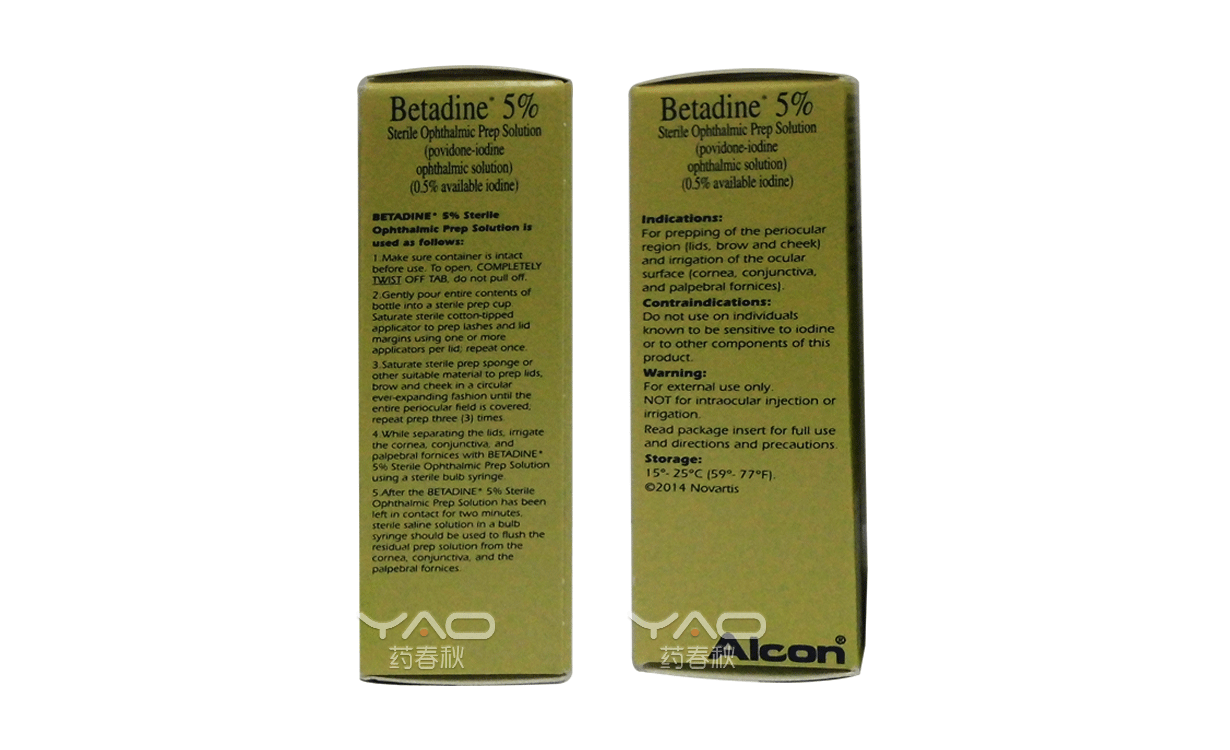 Betadine* 5%
Sterile Ophthalmic Prep Solution
(povidone-iodine
ophthalmic solution)
(0.5% available iodine)
BETADINE* 5% Sterile
Ophthalmic Prep Solution is
used as follows:
1.Make sure container is intact
before use. To open, COMPLETELY
TWIST OFF TAB, do not pull off.
2.Gently pour entire contents of
bottle into a sterile prep cup.
Saturate sterile cotton-tipped
applicator to prep lashes and lid
margins using one or more
applicators per lid; repeat once.
3.Saturate sterile prep sponge or
other suitable material to prep lids,
brow and cheek in a circular
ever-expanding fashion until the
entire periocular field is covered;
repeat prep three (3) times.
4.While separating the lids, irrigate
the cornea, conjunctiva, and
palpebral fornices with BETADINE*
5% Sterile Ophthalmic Prep Solution
using a sterile bulb syringe.
5.After the BETADINE* 5% Sterile
Ophthalmic Prep Solution has been
left in contact for two minutes,
sterile saline solution in a bulb
syringe should be used to flush the
residual prep solution from the
cornea, conjunctiva, and the
palpebral fornices.
YAO
药春秋
Betadine* 5%
Sterile Ophthalmic Prep Solution
(povidone-iodine
ophthalmic solution)
(0.5% available iodine)
Indications:
For prepping of the periocular
region (lids, brow and cheek)
and irrigation of the ocular
surface (cornea, conjunctiva,
and palpebral fornices).
Contraindications:
Do not use on individuals
known to be sensitive to iodine
or to other components of this
product.
Warning:
For external use only.
NOT for intraocular injection or
irrigation.
Read package insert for full use
and directions and precautions.
Storage:
15°- 25°C (59°- 77°F).
©2014 Novartis
YAO
药春秋
Alcon®